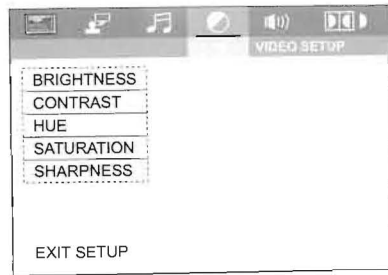 VIDEO SETUP
BRIGHTNESS
CONTRAST
HUE
SATURATION
SHARPNESS
EXIT SETUP